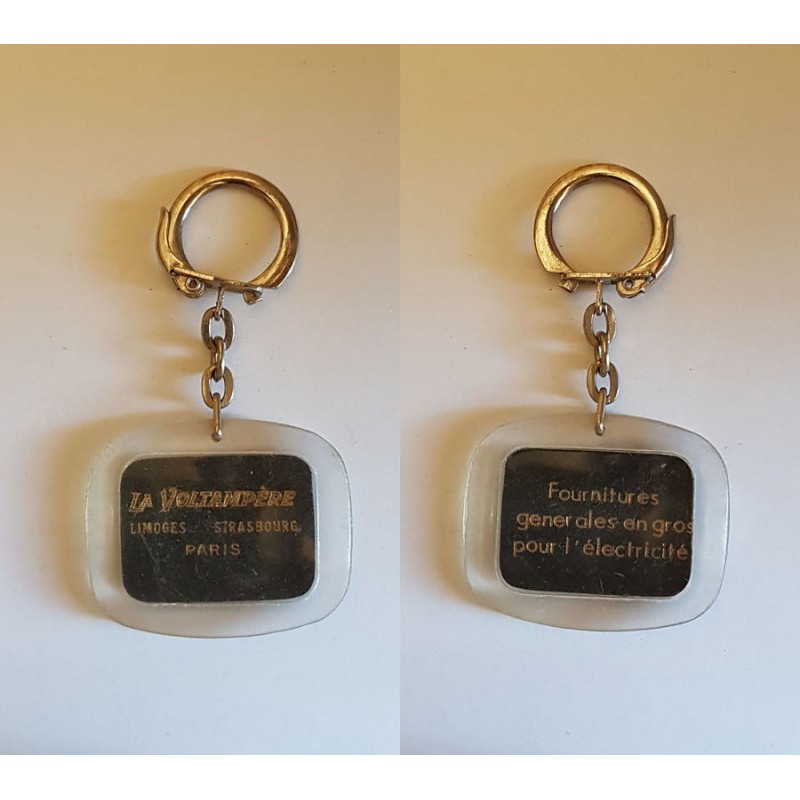 LA VOLTAMPÈRE
LIMOGES STRASBOURG
PARIS
Fournitures
generales en gros
pour l'électricité